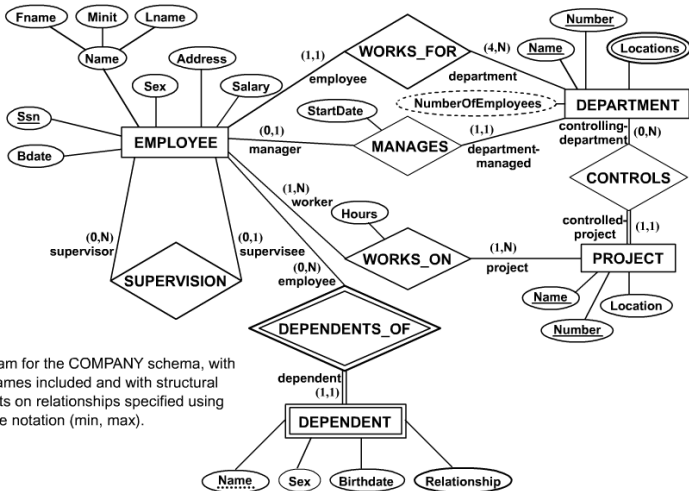 Fname
Minit
Lname
Name
Address
Sex
Salary
Ssn
Bdate
EMPLOYEE
(1,1)
employee
WORKS_FOR
(4,N)
department
Number
Name
Locations
NumberOfEmployees
DEPARTMENT
StartDate
(0,1)
manager
MANAGES
(1,1)
department-
managed
controlling-
department
(0,N)
CONTROLS
controlled-
project
(1,1)
PROJECT
Name
Number
Location
(1,N)
worker
Hours
WORKS_ON
(1,N)
project
(0,N)
supervisor
(0,1)
supervisee
SUPERVISION
(0,N)
employee
DEPENDENTS_OF
dependent
(1,1)
DEPENDENT
Name
Sex
Birthdate
Relationship
am for the COMPANY schema, with
ames included and with structural
ts on relationships specified using
e notation (min, max).